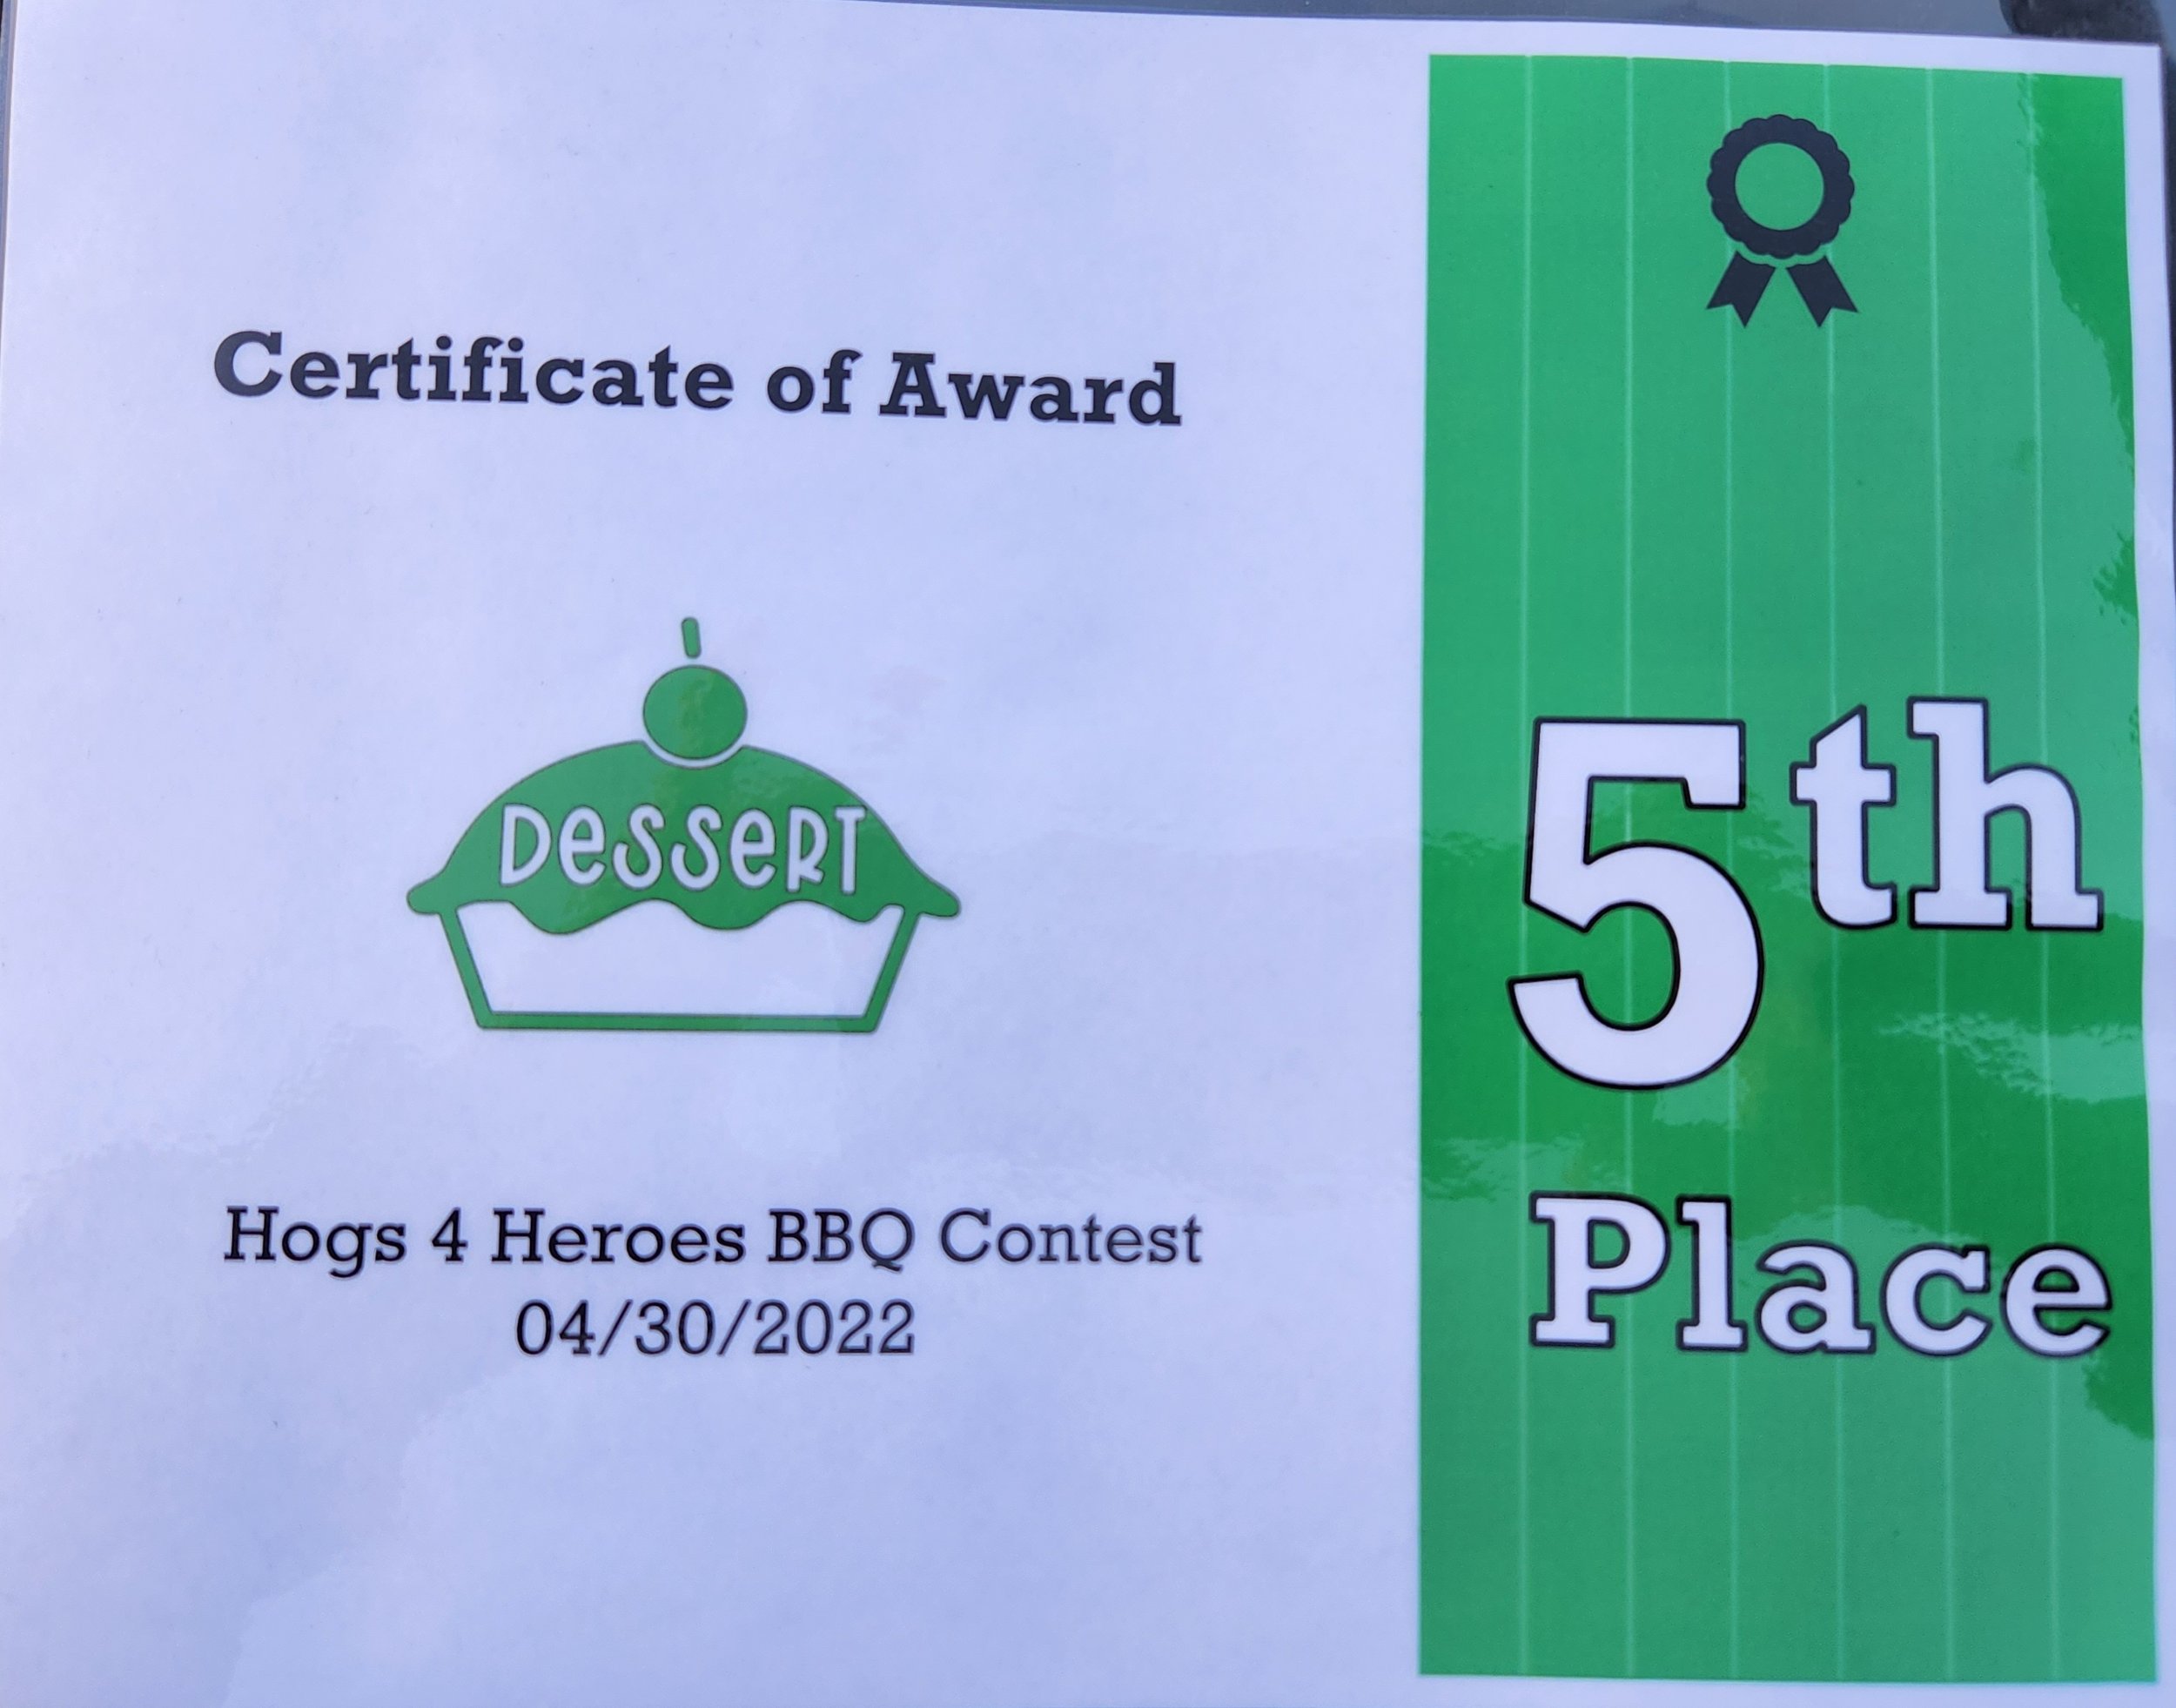 Certificate of Award
DeSSeRT
Hogs 4 Heroes BBQ Contest
04/30/2022
5th
Place